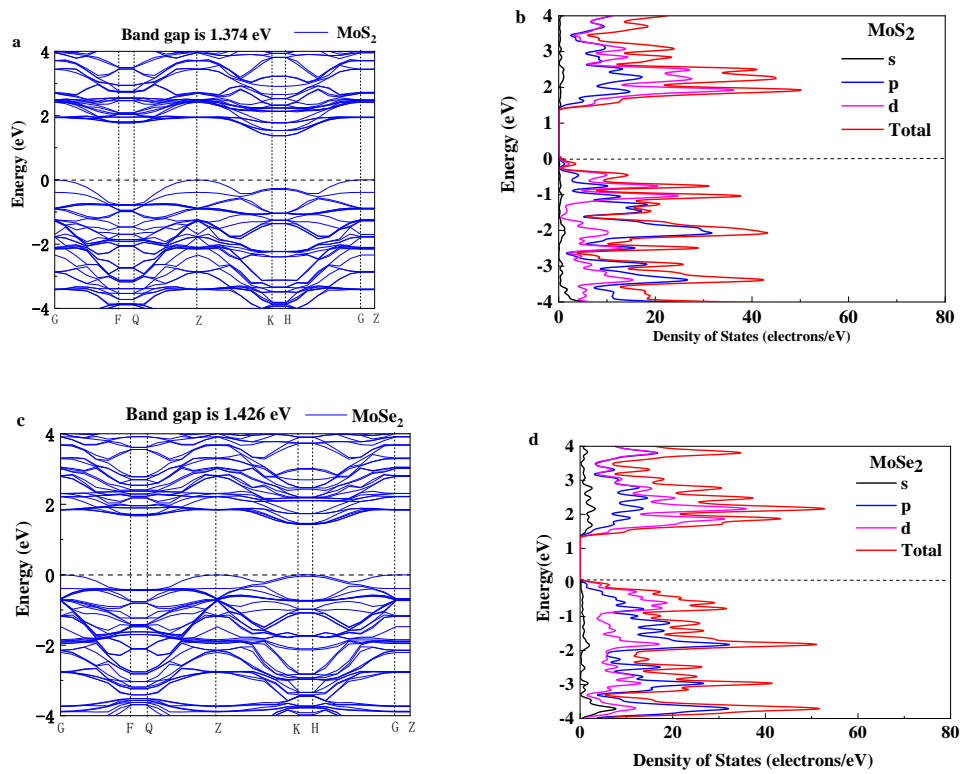 a
Band gap is 1.374 eV
MoS2
Energy (eV)
4
2
0
−2
−4
G F Q Z K H G Z
b
MoS2
s
p
d
Total
Energy (eV)
4
3
2
1
0
-1
-2
-3
-4
0 20 40 60 80
Density of States (electrons/eV)
c
Band gap is 1.426 eV
MoSe2
Energy (eV)
4
2
0
−2
−4
G F Q Z K H G Z
d
MoSe2
s
p
d
Total
Energy(eV)
4
3
2
1
0
-1
-2
-3
-4
0 20 40 60 80
Density of States (electrons/eV)